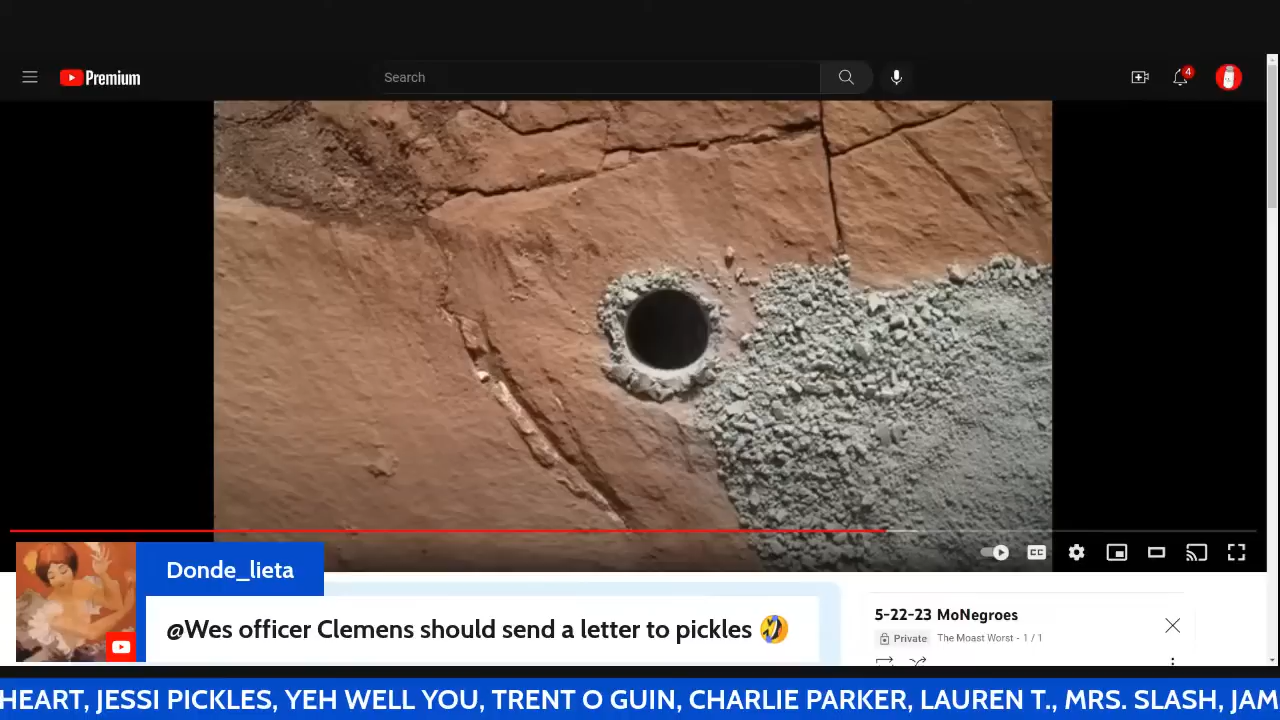 Premium
Search
4
CC
Donde_lieta
@Wes officer Clemens should send a letter to pickles 🤣
5-22-23 MoNegroes
Private The Moast Worst - 1 / 1
HEART, JESSI PICKLES, YEH WELL YOU, TRENT O GUIN, CHARLIE PARKER, LAUREN T., MRS. SLASH, JAM